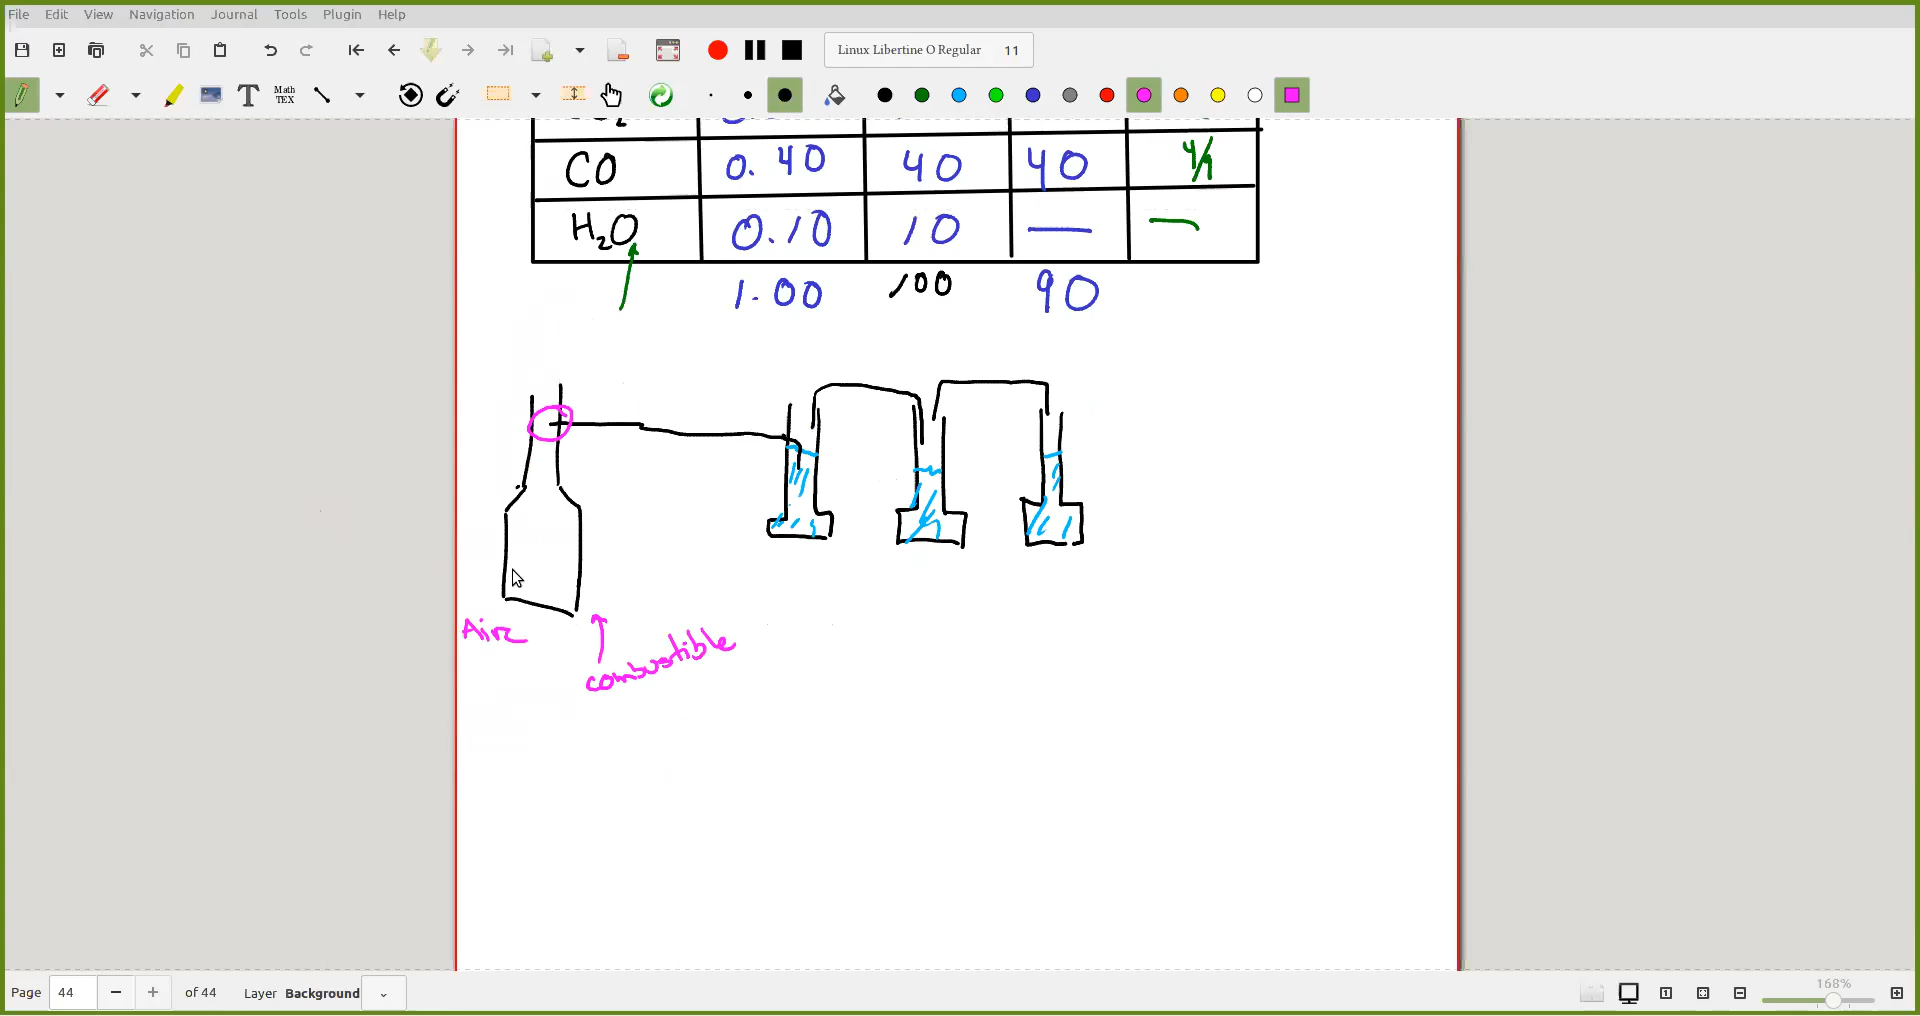 File Edit View Navigation Journal Tools Plugin Help
Linux Libertine O Regular 11
T Math TEX
CO 0.40 40 40 4/9
H₂O 0.10 10 — —
1.00 100 90
Air
combustible
Page 44 of 44 Layer Background 168%